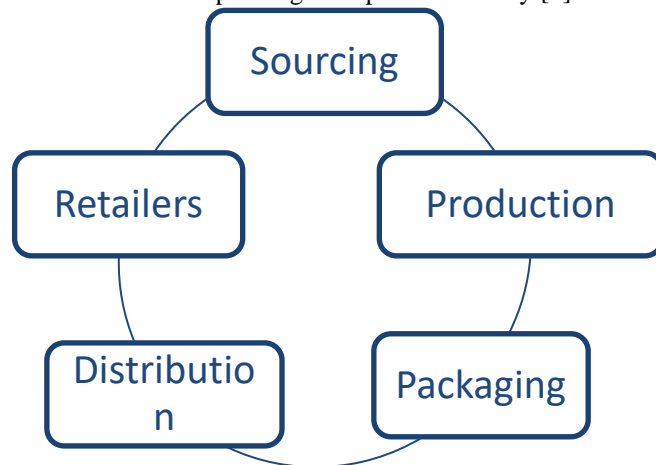 Sourcing
Retailers
Production
Distributio
n
Packaging